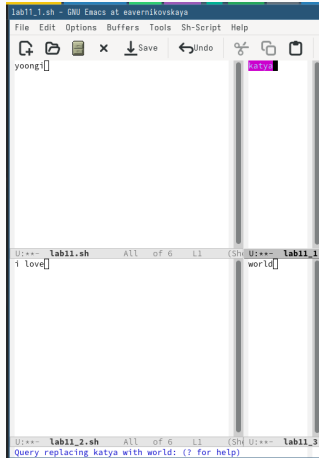 lab11_1.sh - GNU Emacs at eavernikovskaya
File Edit Options Buffers Tools Sh-Script Help
Save Undo
yoongi
katya
U:**- lab11.sh All of 6 L1 (Sh
U:**- lab11_1
i love
world
U:**- lab11_2.sh All of 6 L1 (Sh
U:**- lab11_3
Query replacing katya with world: (? for help)